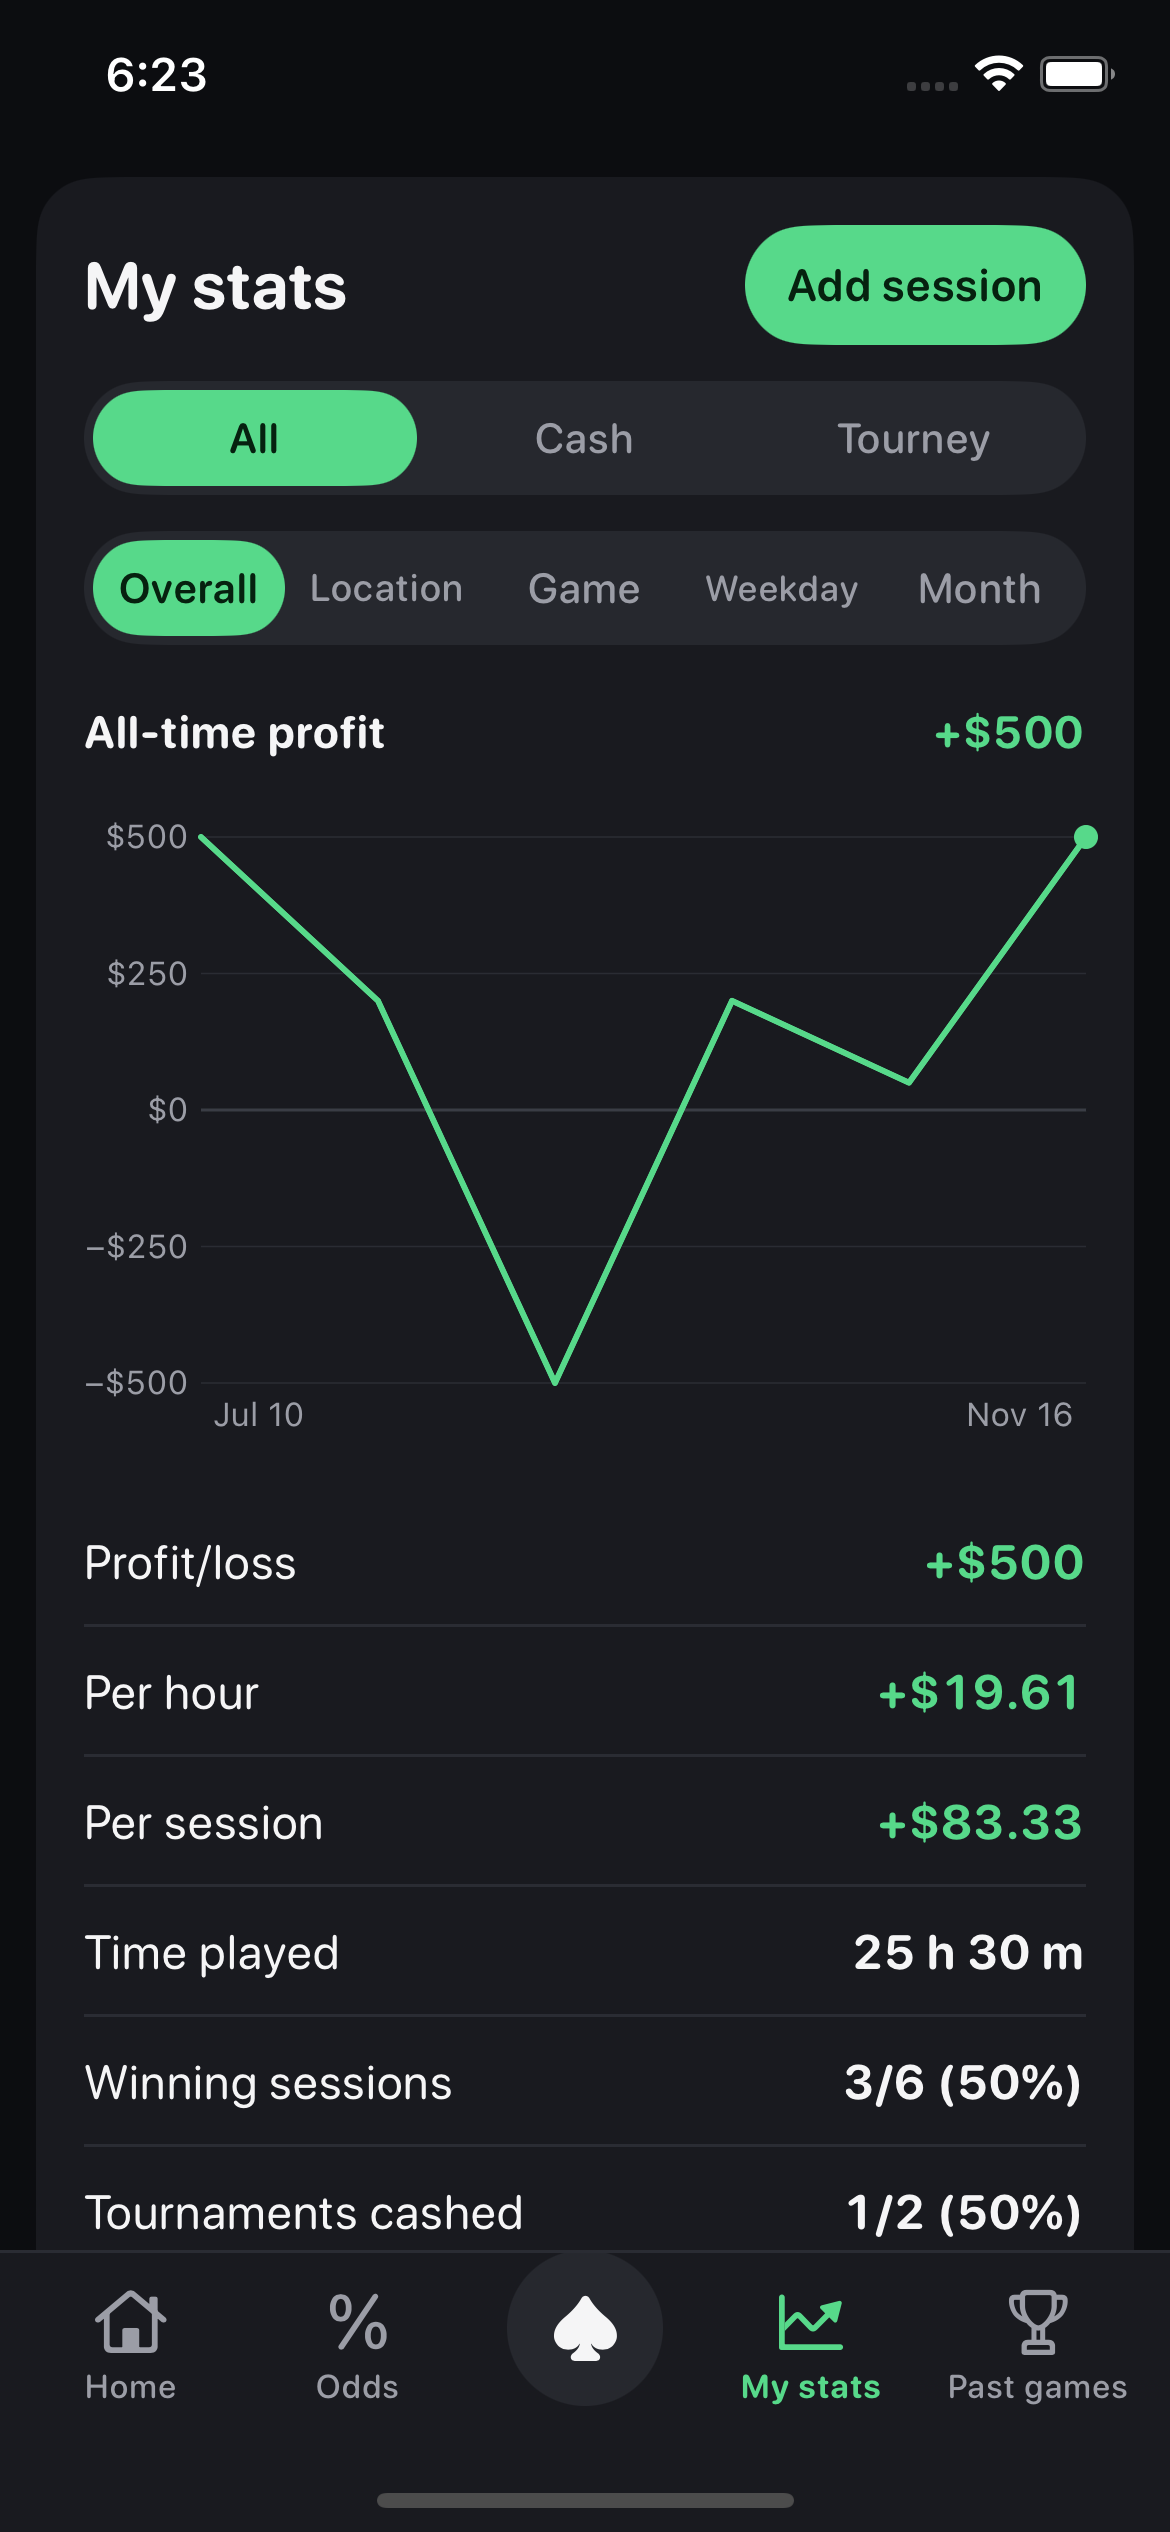 6:23
My stats
Add session
All Cash Tourney
Overall Location Game Weekday Month
All-time profit +$500
$500
$250
$0
–$250
–$500
Jul 10 Nov 16
Profit/loss +$500
Per hour +$19.61
Per session +$83.33
Time played 25 h 30 m
Winning sessions 3/6 (50%)
Tournaments cashed 1/2 (50%)
Home Odds My stats Past games